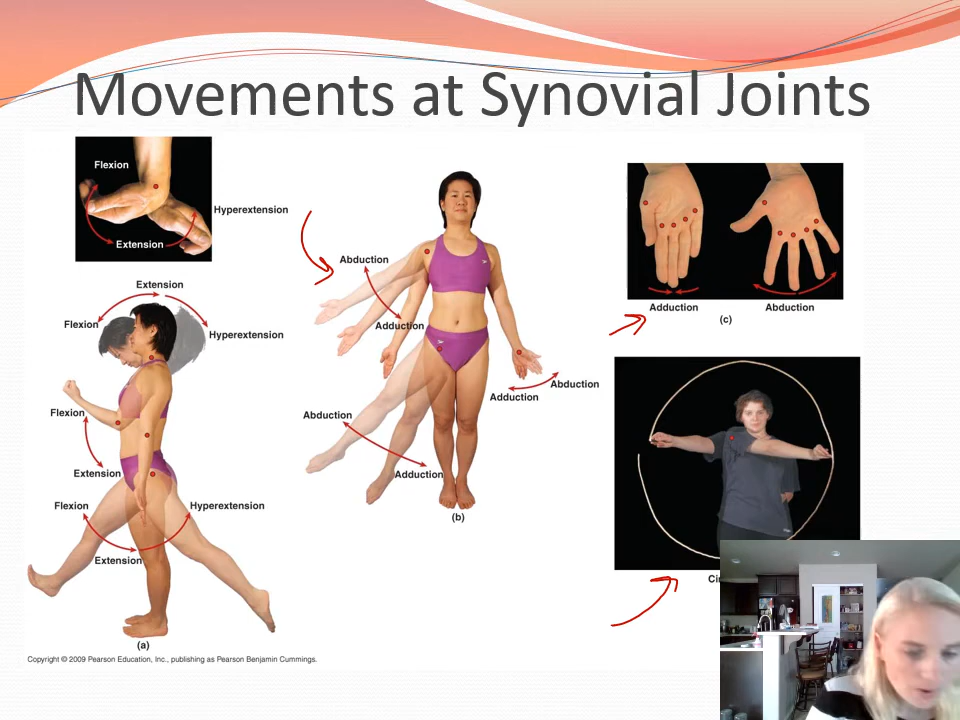 Movements at Synovial Joints
Flexion
Hyperextension
Extension
Extension
Flexion
Hyperextension
Flexion
Extension
Flexion
Hyperextension
Extension
(a)
Abduction
Adduction
Abduction
Adduction
Abduction
Adduction
(b)
Adduction
Abduction
(c)
Copyright © 2009 Pearson Education, Inc., publishing as Pearson Benjamin Cummings.